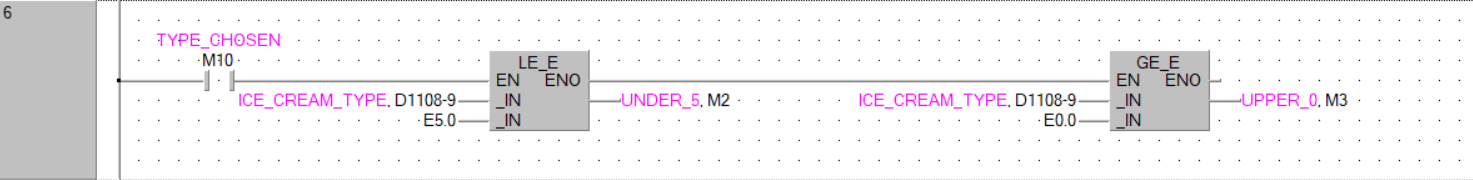 6
TYPE_CHOSEN
M10
LE_E
GE_E
EN ENO
EN ENO
ICE_CREAM_TYPE, D1108-9
_IN
UNDER_5, M2
ICE_CREAM_TYPE, D1108-9
_IN
UPPER_0, M3
E5.0
_IN
E0.0
_IN